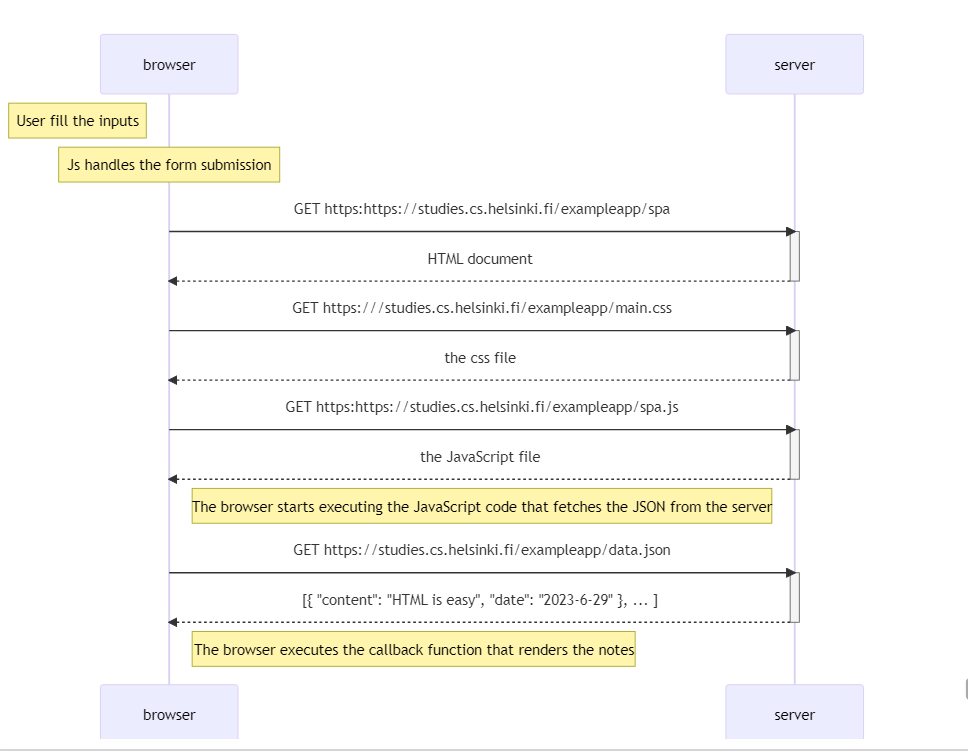 browser
server
User fill the inputs
Js handles the form submission
GET https:https://studies.cs.helsinki.fi/exampleapp/spa
HTML document
GET https:///studies.cs.helsinki.fi/exampleapp/main.css
the css file
GET https:https://studies.cs.helsinki.fi/exampleapp/spa.js
the JavaScript file
The browser starts executing the JavaScript code that fetches the JSON from the server
GET https://studies.cs.helsinki.fi/exampleapp/data.json
[{ "content": "HTML is easy", "date": "2023-6-29" }, ... ]
The browser executes the callback function that renders the notes
browser
server